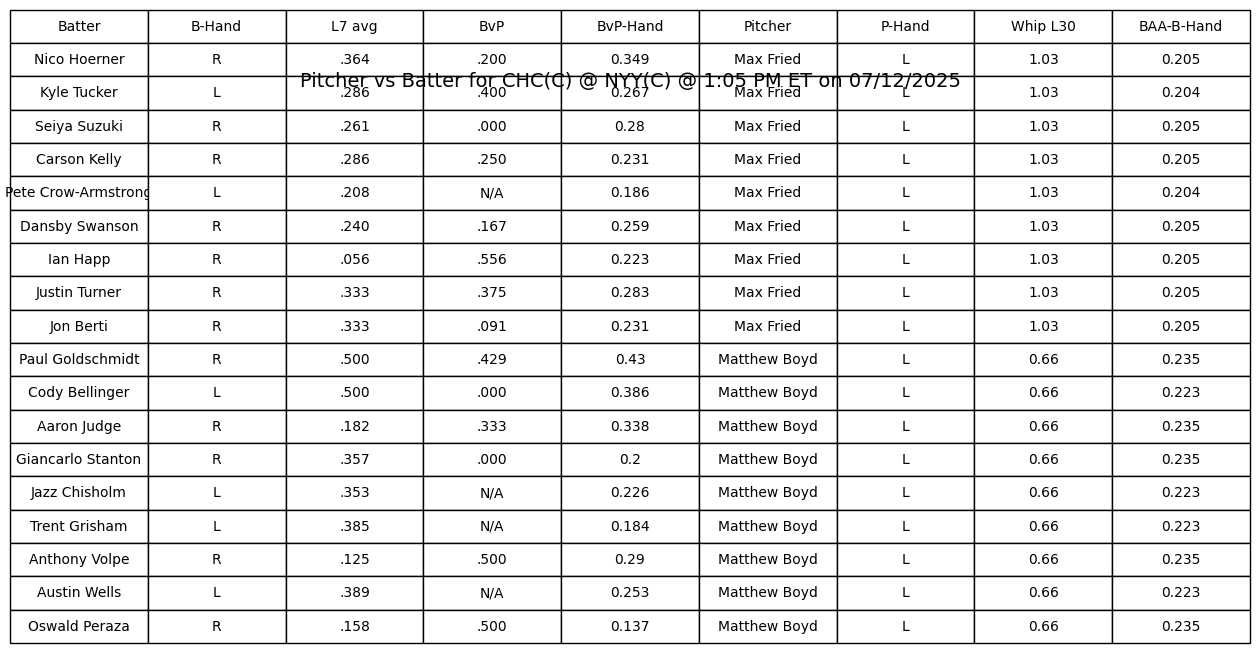 Batter B-Hand L7 avg BvP BvP-Hand Pitcher P-Hand Whip L30 BAA-B-Hand
Nico Hoerner R .364 .200 0.349 Max Fried L 1.03 0.205
Pitcher vs Batter for CHC(C) @ NYY(C) @ 1:05 PM ET on 07/12/2025
Kyle Tucker L .286 .400 0.267 Max Fried L 1.03 0.204
Seiya Suzuki R .261 .000 0.28 Max Fried L 1.03 0.205
Carson Kelly R .286 .250 0.231 Max Fried L 1.03 0.205
Pete Crow-Armstrong L .208 N/A 0.186 Max Fried L 1.03 0.204
Dansby Swanson R .240 .167 0.259 Max Fried L 1.03 0.205
Ian Happ R .056 .556 0.223 Max Fried L 1.03 0.205
Justin Turner R .333 .375 0.283 Max Fried L 1.03 0.205
Jon Berti R .333 .091 0.231 Max Fried L 1.03 0.205
Paul Goldschmidt R .500 .429 0.43 Matthew Boyd L 0.66 0.235
Cody Bellinger L .500 .000 0.386 Matthew Boyd L 0.66 0.223
Aaron Judge R .182 .333 0.338 Matthew Boyd L 0.66 0.235
Giancarlo Stanton R .357 .000 0.2 Matthew Boyd L 0.66 0.235
Jazz Chisholm L .353 N/A 0.226 Matthew Boyd L 0.66 0.223
Trent Grisham L .385 N/A 0.184 Matthew Boyd L 0.66 0.223
Anthony Volpe R .125 .500 0.29 Matthew Boyd L 0.66 0.235
Austin Wells L .389 N/A 0.253 Matthew Boyd L 0.66 0.223
Oswald Peraza R .158 .500 0.137 Matthew Boyd L 0.66 0.235